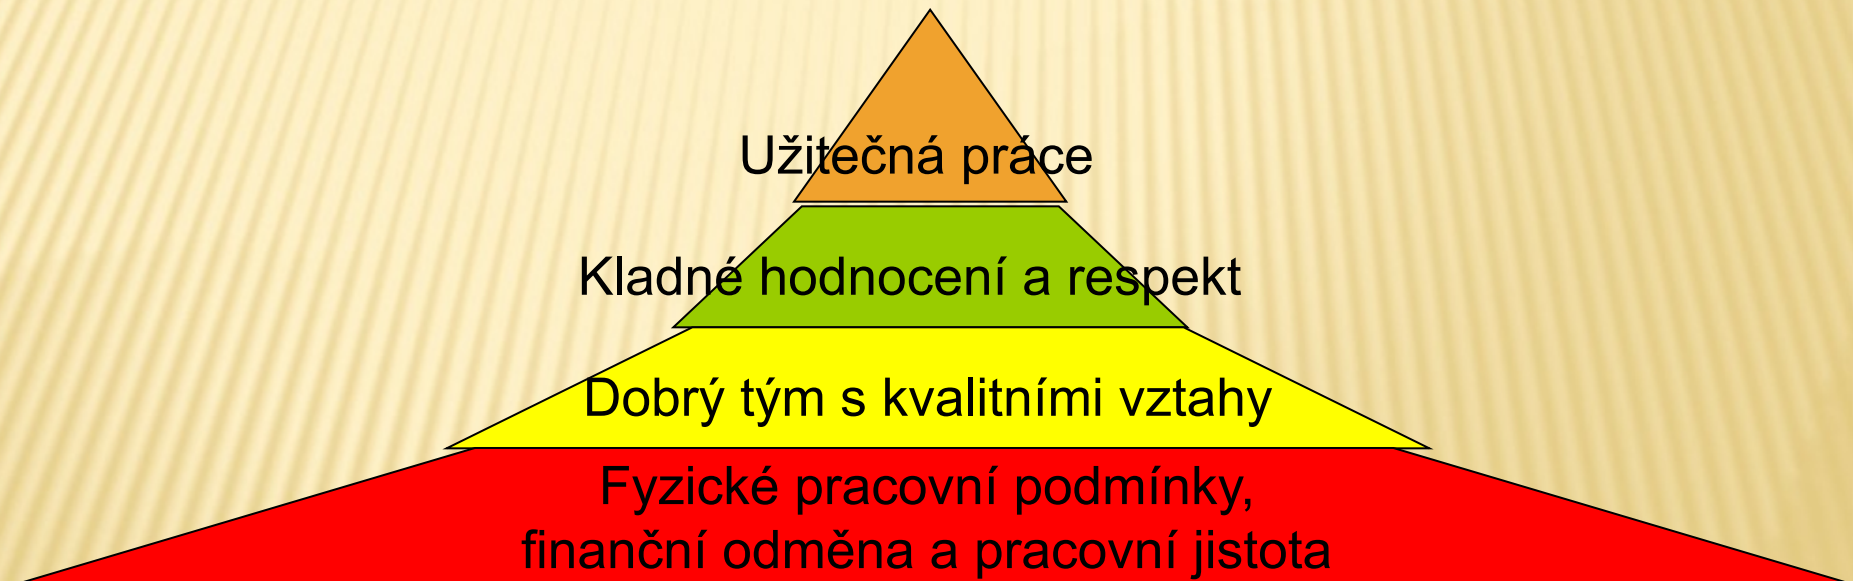 Užitečná práce
Kladné hodnocení a respekt
Dobrý tým s kvalitními vztahy
Fyzické pracovní podmínky,
finanční odměna a pracovní jistota